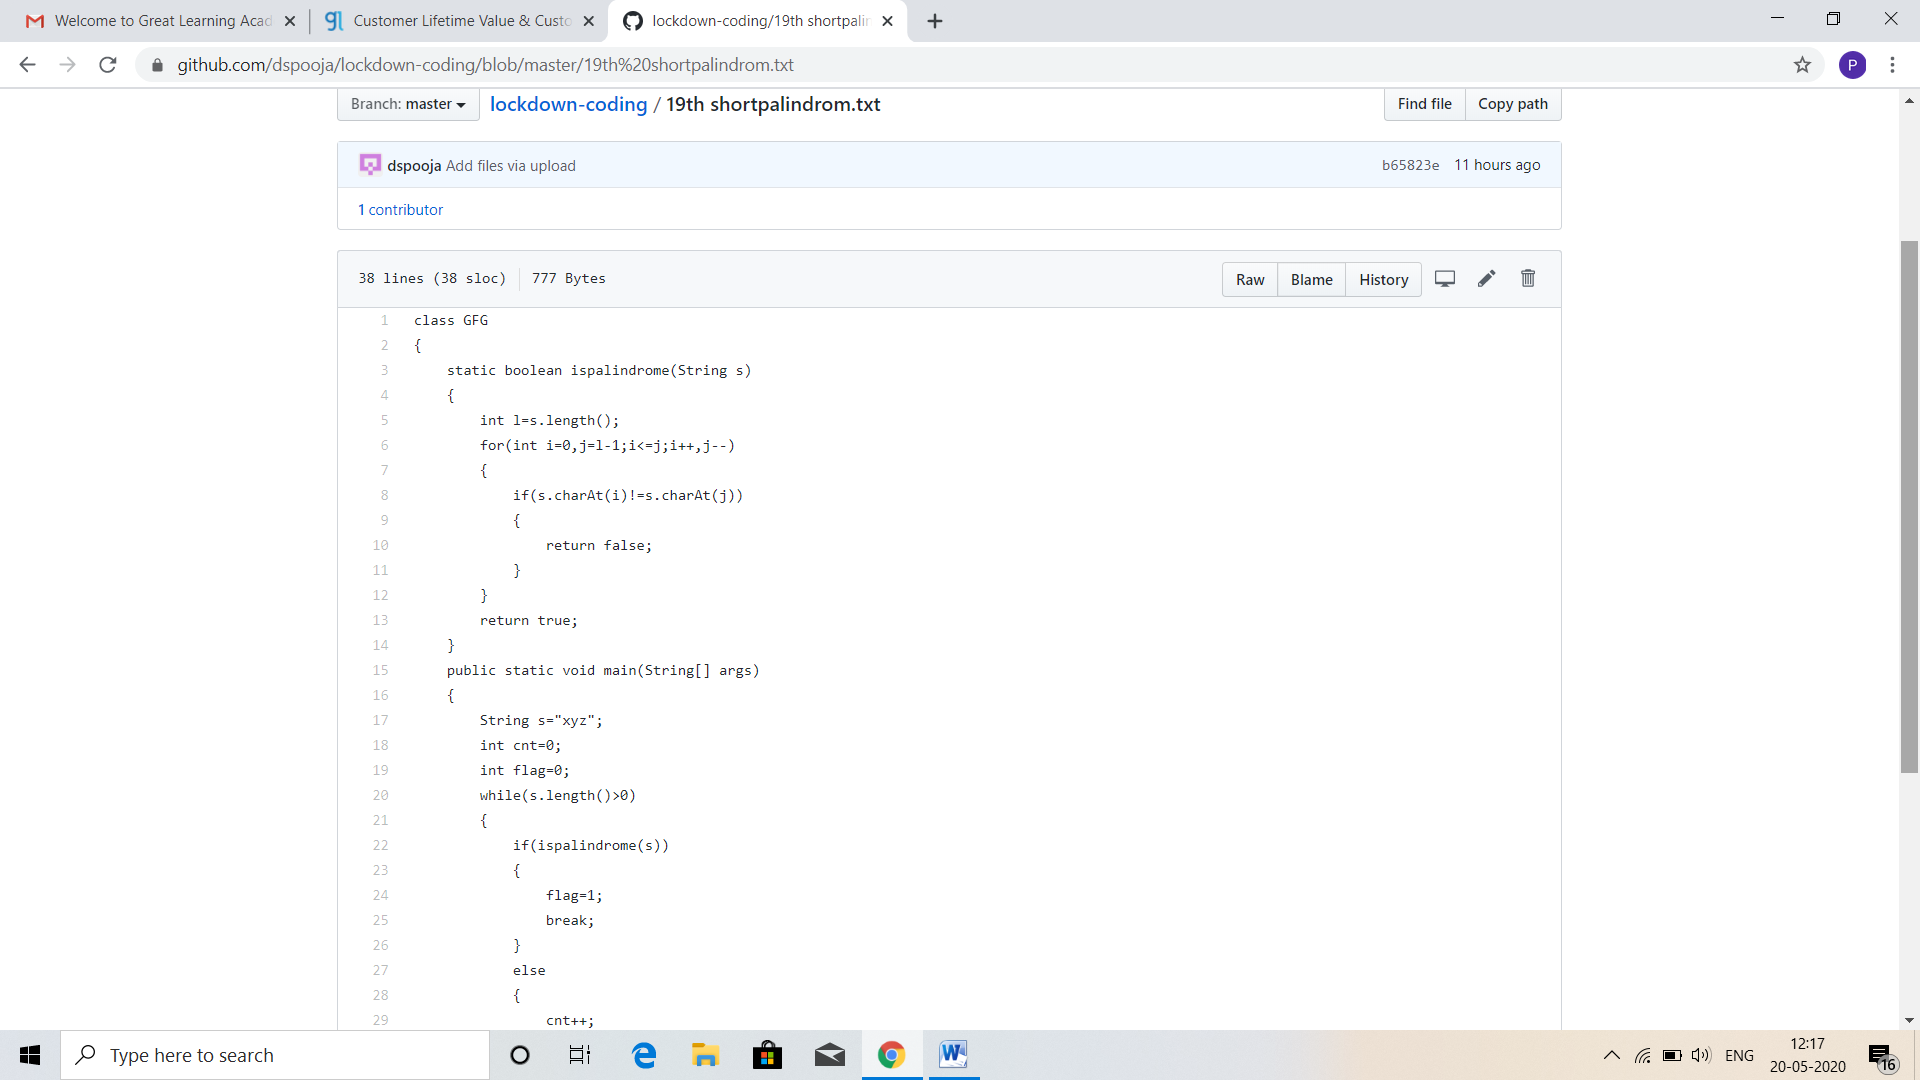 Welcome to Great Learning Acad
Customer Lifetime Value & Custo
lockdown-coding/19th shortpalin
github.com/dspooja/lockdown-coding/blob/master/19th%20shortpalindrom.txt
P
Branch: master
lockdown-coding / 19th shortpalindrom.txt
Find file
Copy path
dspooja Add files via upload
b65823e 11 hours ago
1 contributor
38 lines (38 sloc) 777 Bytes
Raw
Blame
History
1 class GFG
2 {
3     static boolean ispalindrome(String s)
4     {
5         int l=s.length();
6         for(int i=0,j=l-1;i<=j;i++,j--)
7         {
8             if(s.charAt(i)!=s.charAt(j))
9             {
10                 return false;
11             }
12         }
13         return true;
14     }
15     public static void main(String[] args)
16     {
17         String s="xyz";
18         int cnt=0;
19         int flag=0;
20         while(s.length()>0)
21         {
22             if(ispalindrome(s))
23             {
24                 flag=1;
25                 break;
26             }
27             else
28             {
29                 cnt++;
Type here to search
ENG
12:17
20-05-2020
16